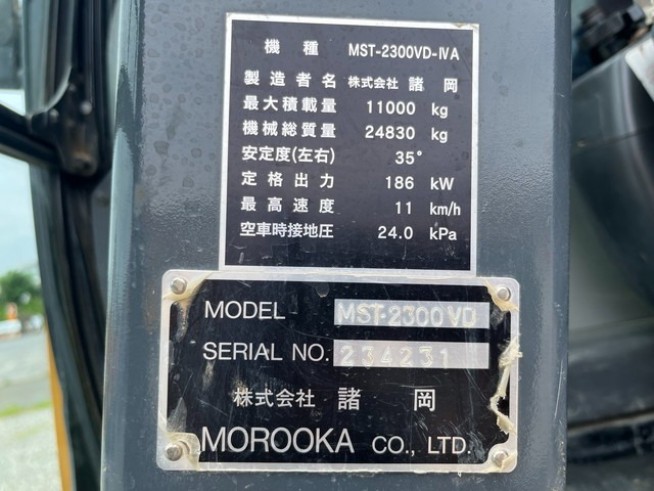 機種 MST-2300VD-ⅣA
製造者名 株式会社 諸岡
最大積載量 11000 kg
機械総質量 24830 kg
安定度(左右) 35°
定格出力 186 kW
最高速度 11 km/h
空車時接地圧 24.0 kPa
MODEL MST-2300VD
SERIAL NO. 234231
株式会社 諸岡
MOROOKA CO., LTD.